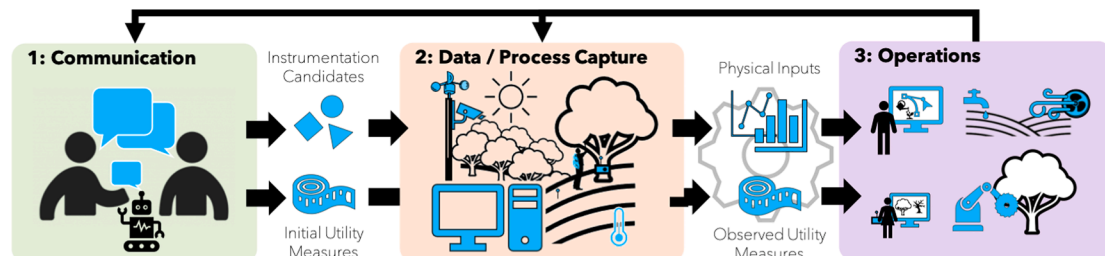 1: Communication
Instrumentation
Candidates
Initial Utility
Measures
2: Data / Process Capture
Physical Inputs
Observed Utility
Measures
3: Operations